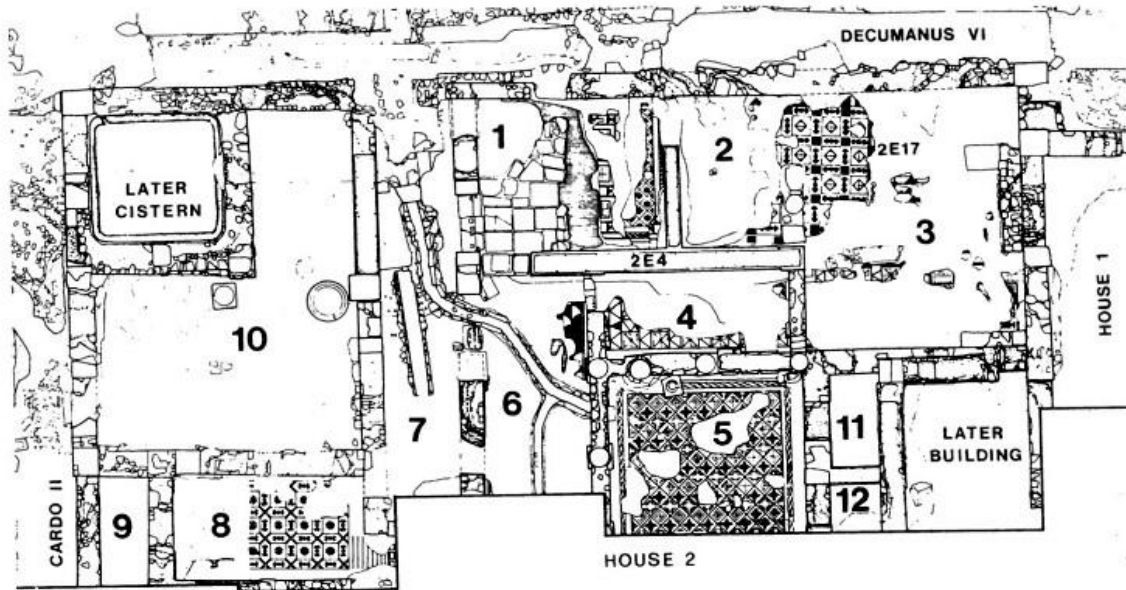 DECUMANUS VI
1
2
2E17
LATER
CISTERN
3
2E4
HOUSE 1
4
10
5
6
7
11
LATER
BUILDING
12
CARDO II
9
8
HOUSE 2